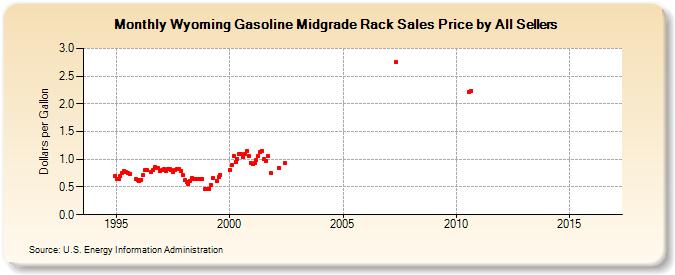 Monthly Wyoming Gasoline Midgrade Rack Sales Price by All Sellers
Dollars per Gallon
3.0
2.5
2.0
1.5
1.0
0.5
0.0
1995 2000 2005 2010 2015
Source: U.S. Energy Information Administration